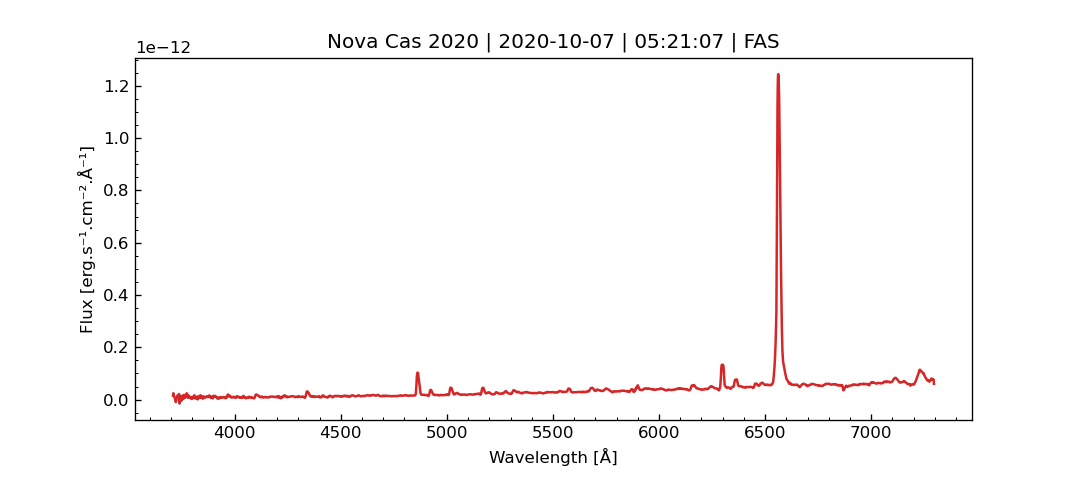 Nova Cas 2020 | 2020-10-07 | 05:21:07 | FAS
1e−12
1.2
1.0
0.8
0.6
0.4
0.2
0.0
Flux [erg.s⁻¹.cm⁻².Å⁻¹]
4000 4500 5000 5500 6000 6500 7000
Wavelength [Å]